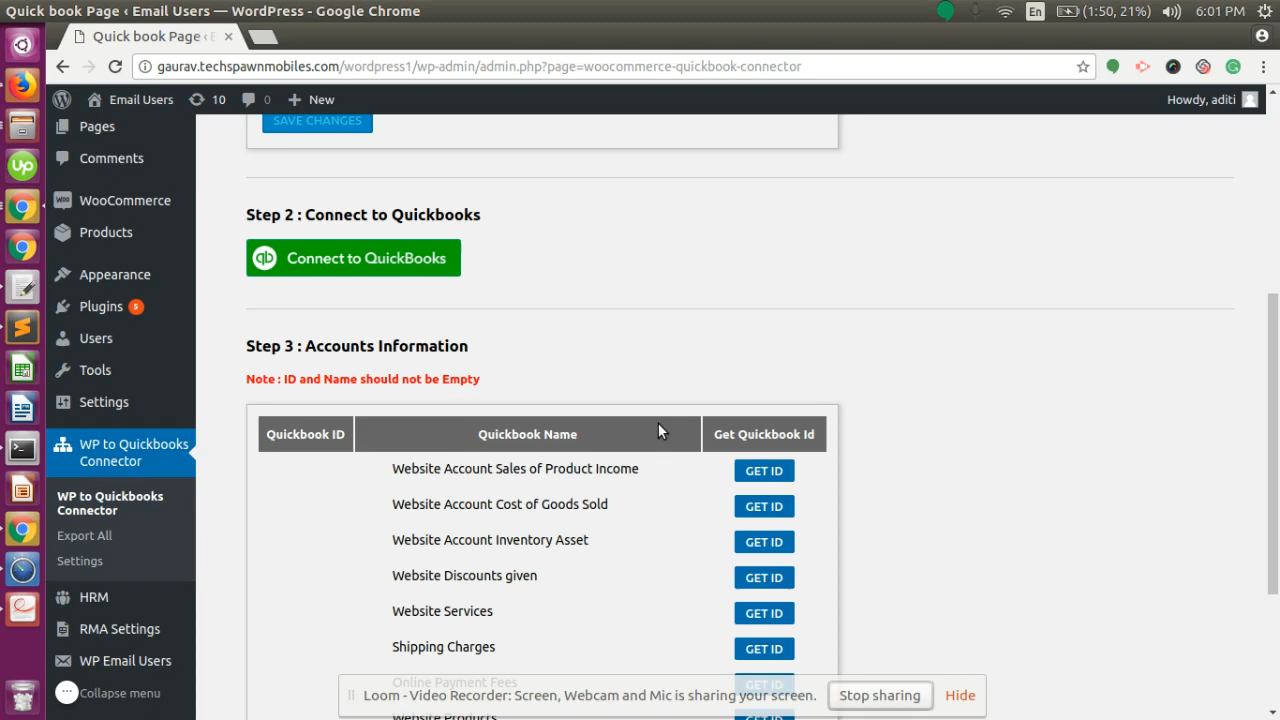 Quick book Page ‹ Email Users — WordPress - Google Chrome
En
(1:50, 21%)
6:01 PM
Quick book Page ‹ E
gaurav.techspawnmobiles.com/wordpress1/wp-admin/admin.php?page=woocommerce-quickbook-connector
Email Users
10
0
New
Howdy, aditi
Pages
Comments
WooCommerce
Products
Appearance
Plugins 5
Users
Tools
Settings
WP to Quickbooks
Connector
WP to Quickbooks
Connector
Export All
Settings
HRM
RMA Settings
WP Email Users
Collapse menu
SAVE CHANGES
Step 2 : Connect to Quickbooks
qb Connect to QuickBooks
Step 3 : Accounts Information
Note : ID and Name should not be Empty
Quickbook ID
Quickbook Name
Get Quickbook Id
Website Account Sales of Product Income
GET ID
Website Account Cost of Goods Sold
GET ID
Website Account Inventory Asset
GET ID
Website Discounts given
GET ID
Website Services
GET ID
Shipping Charges
GET ID
Online Payment Fees
GET ID
Website Products
Loom - Video Recorder: Screen, Webcam and Mic is sharing your screen.
Stop sharing
Hide
up